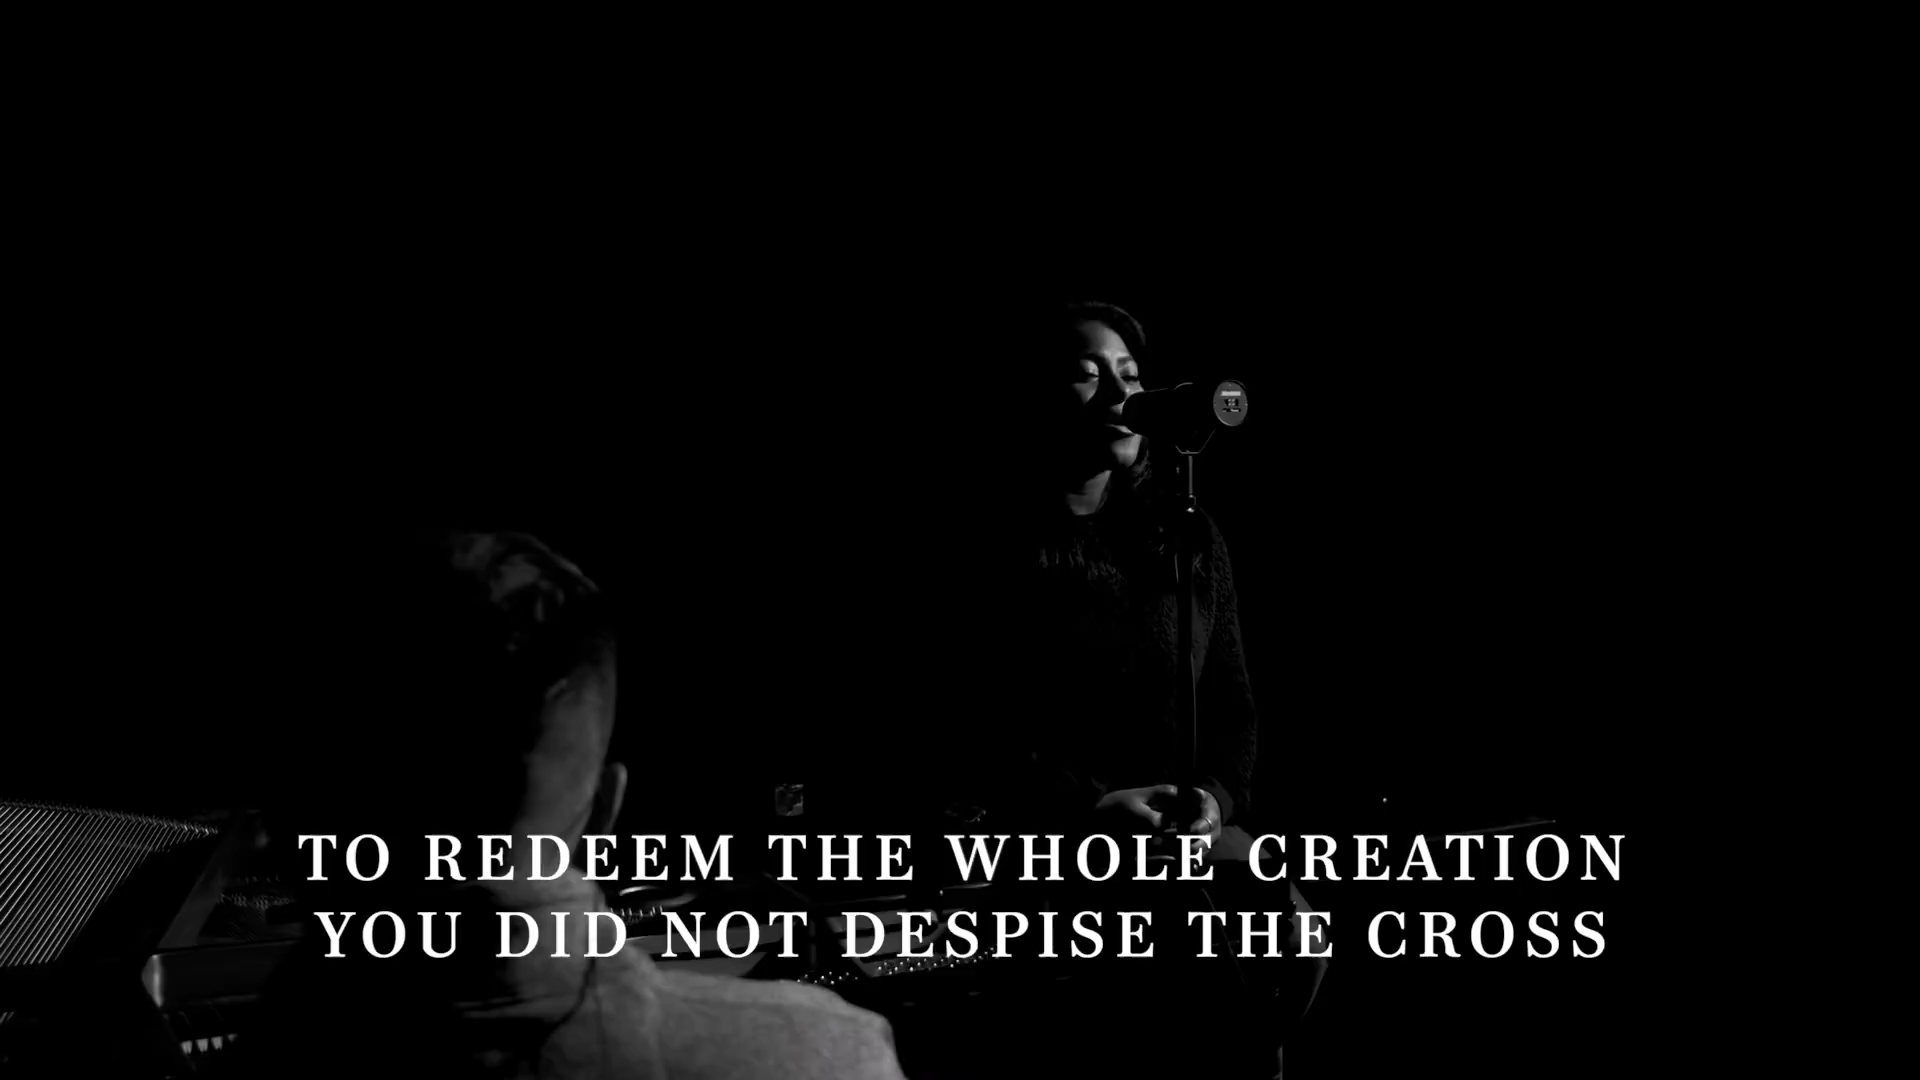 TO REDEEM THE WHOLE CREATION
YOU DID NOT DESPISE THE CROSS